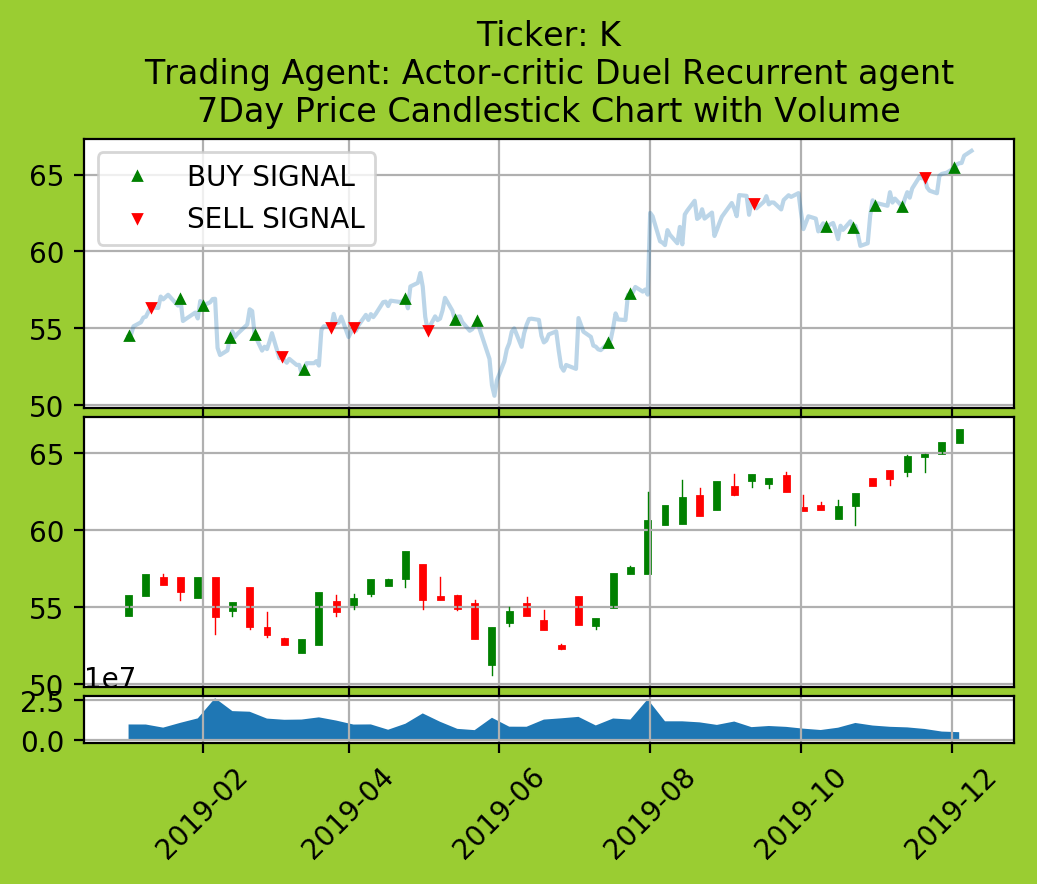 Ticker: K
Trading Agent: Actor-critic Duel Recurrent agent
7Day Price Candlestick Chart with Volume
BUY SIGNAL
SELL SIGNAL
65
60
55
50
65
60
55
50
1e7
2.5
0.0
2019-02
2019-04
2019-06
2019-08
2019-10
2019-12